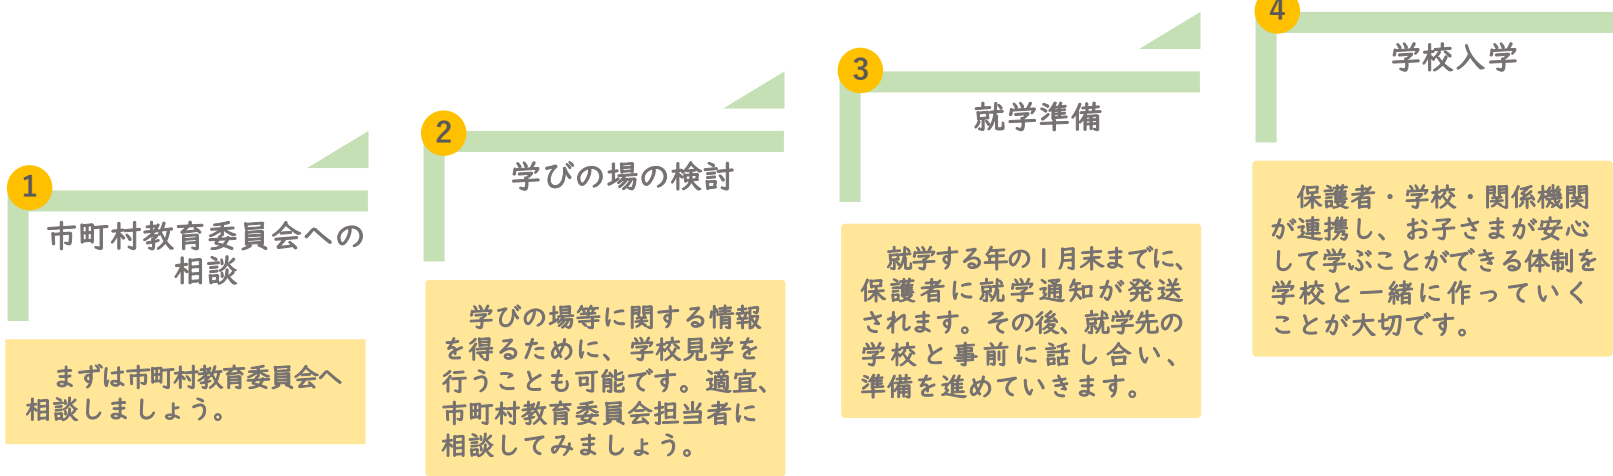 1
市町村教育委員会への
相談
まずは市町村教育委員会へ
相談しましょう。
2
学びの場の検討
学びの場等に関する情報
を得るために、学校見学を
行うことも可能です。適宜、
市町村教育委員会担当者に
相談してみましょう。
3
就学準備
就学する年の1月末までに、
保護者に就学通知が発送
されます。その後、就学先の
学校と事前に話し合い、
準備を進めていきます。
4
学校入学
保護者・学校・関係機関
が連携し、お子さまが安心
して学ぶことができる体制を
学校と一緒に作っていく
ことが大切です。